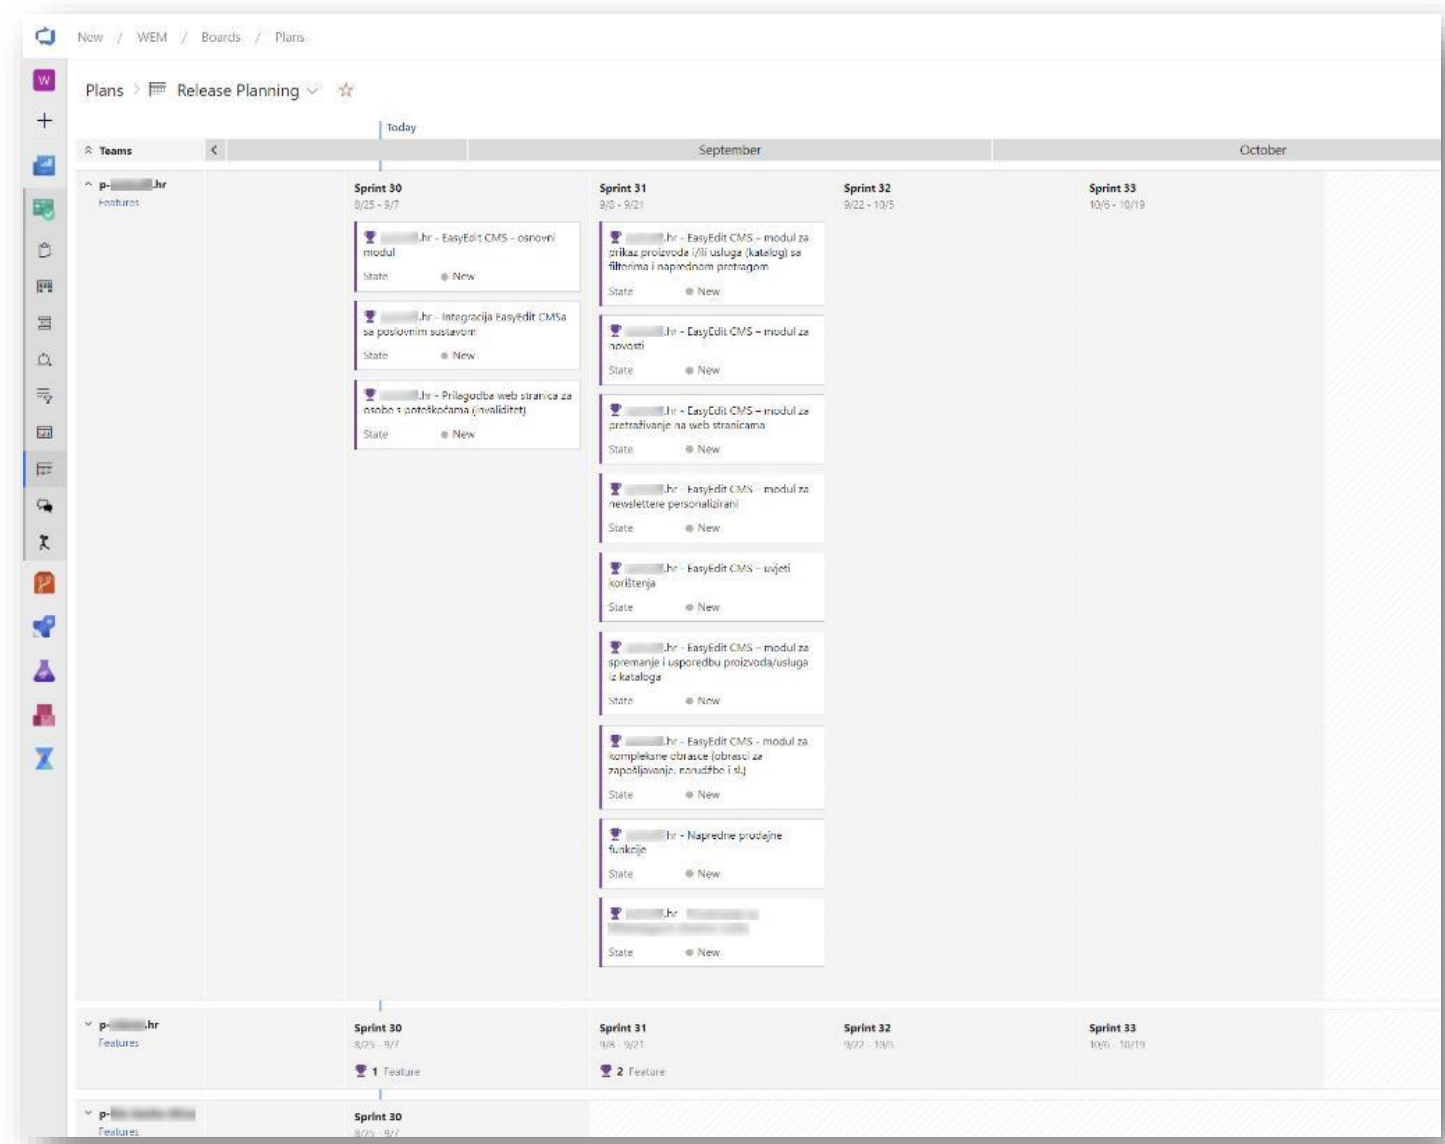 New / WEM / Boards / Plans
W
Plans > Release Planning
Today
Teams
September
October
p- .hr
Features
Sprint 30
8/25 - 9/7
.hr - EasyEdit CMS - osnovni
modul
State New
.hr - Integracija EasyEdit CMSa
sa poslovnim sustavom
State New
.hr - Prilagodba web stranica za
osobe s poteškoćama (invaliditet)
State New
Sprint 31
9/8 - 9/21
.hr - EasyEdit CMS – modul za
prikaz proizvoda i/ili usluga (katalog) sa
filterima i naprednom pretragom
State New
.hr - EasyEdit CMS – modul za
novosti
State New
.hr - EasyEdit CMS – modul za
pretraživanje na web stranicama
State New
.hr - EasyEdit CMS – modul za
newslettere personalizirani
State New
.hr - EasyEdit CMS – uvjeti
korištenja
State New
.hr - EasyEdit CMS – modul za
spremanje i usporedbu proizvoda/usluga
iz kataloga
State New
.hr - EasyEdit CMS - modul za
kompleksne obrasce (obrasci za
zapošljavanje, narudžbe i sl.)
State New
hr - Napredne prodajne
funkcije
State New
.hr -
State New
Sprint 32
9/22 - 10/5
Sprint 33
10/6 - 10/19
p- .hr
Features
Sprint 30
8/25 - 9/7
1 Feature
Sprint 31
9/8 - 9/21
2 Feature
Sprint 32
9/22 - 10/5
Sprint 33
10/6 - 10/19
p-
Features
Sprint 30
8/25 - 9/7